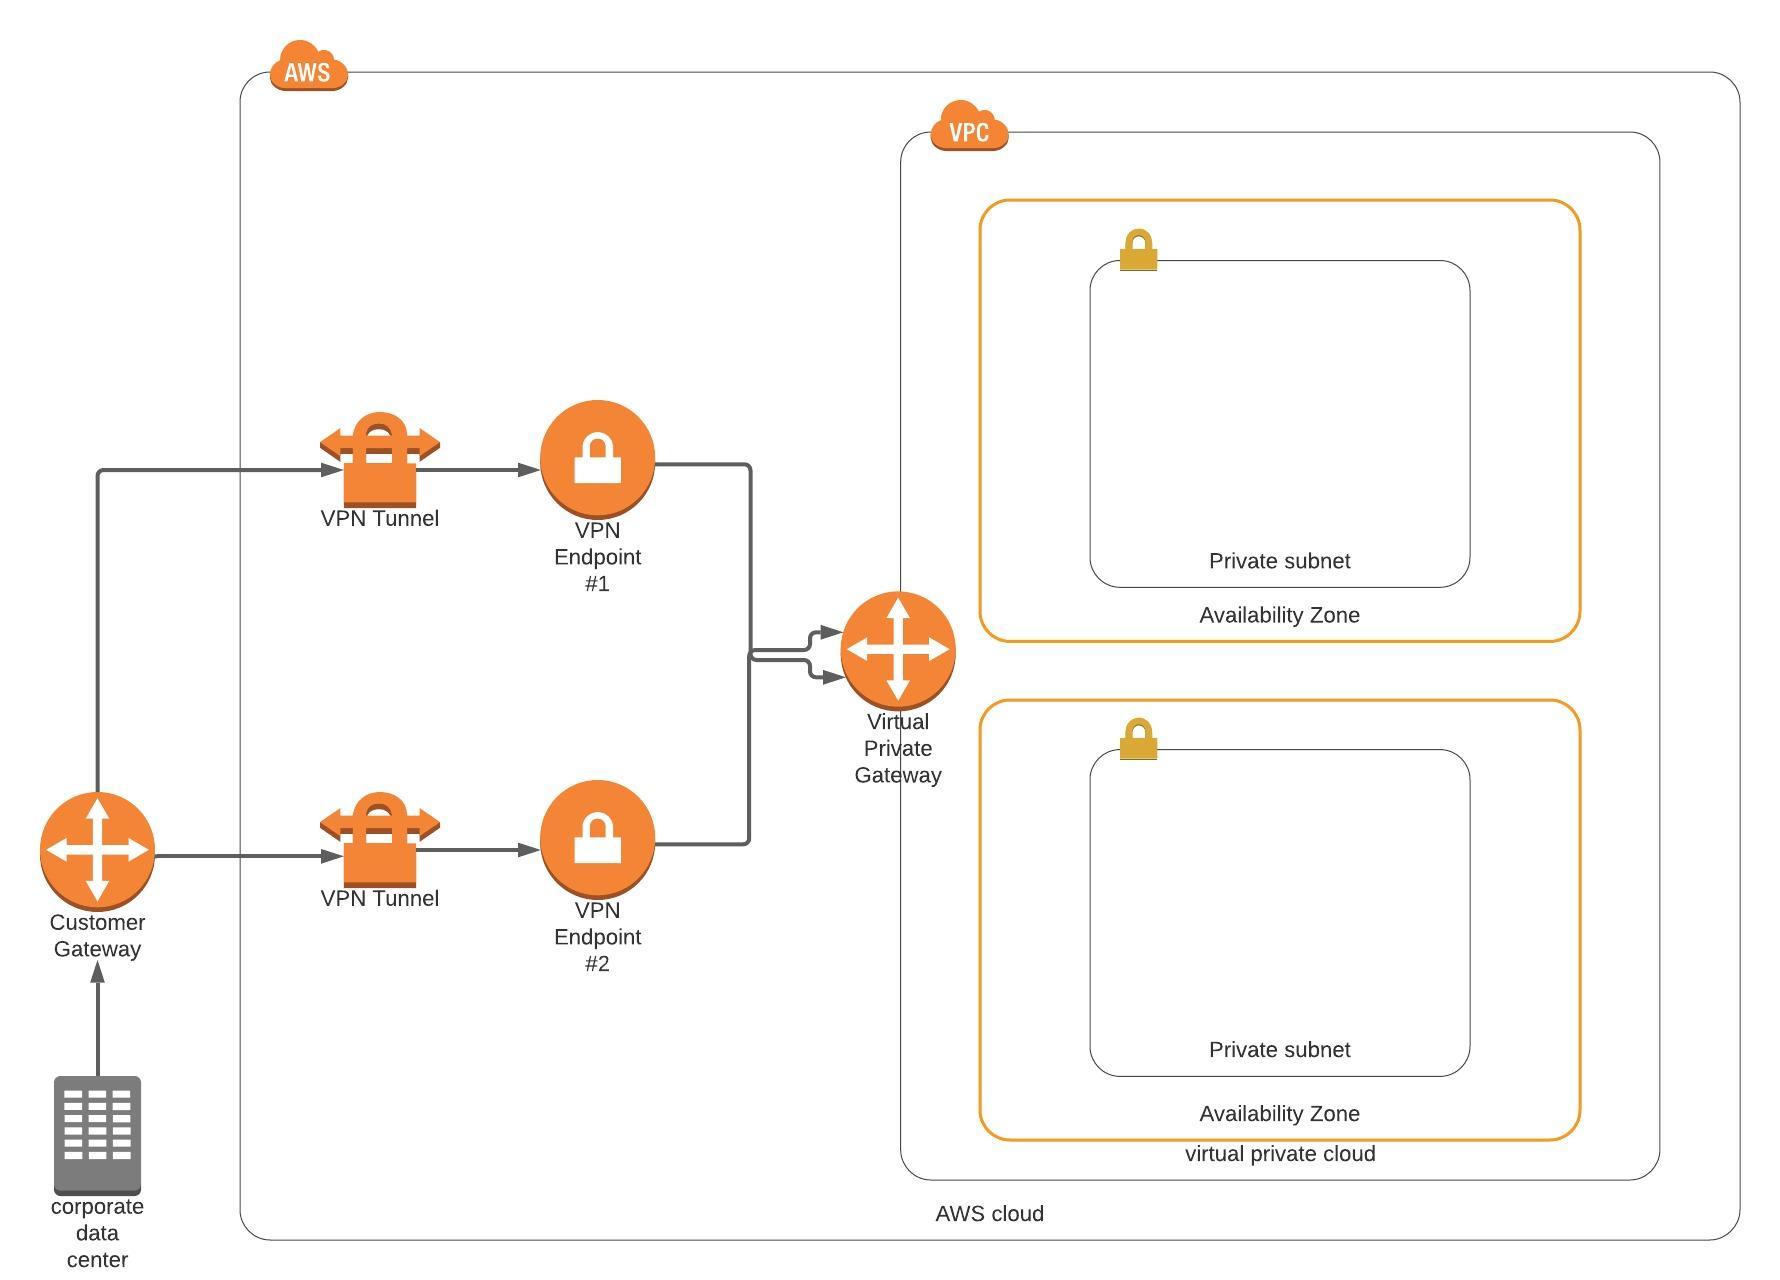 AWS
VPC
VPN Tunnel
VPN
Endpoint
#1
Private subnet
Availability Zone
Virtual
Private
Gateway
VPN Tunnel
VPN
Endpoint
#2
Customer
Gateway
Private subnet
Availability Zone
virtual private cloud
AWS cloud
corporate
data
center